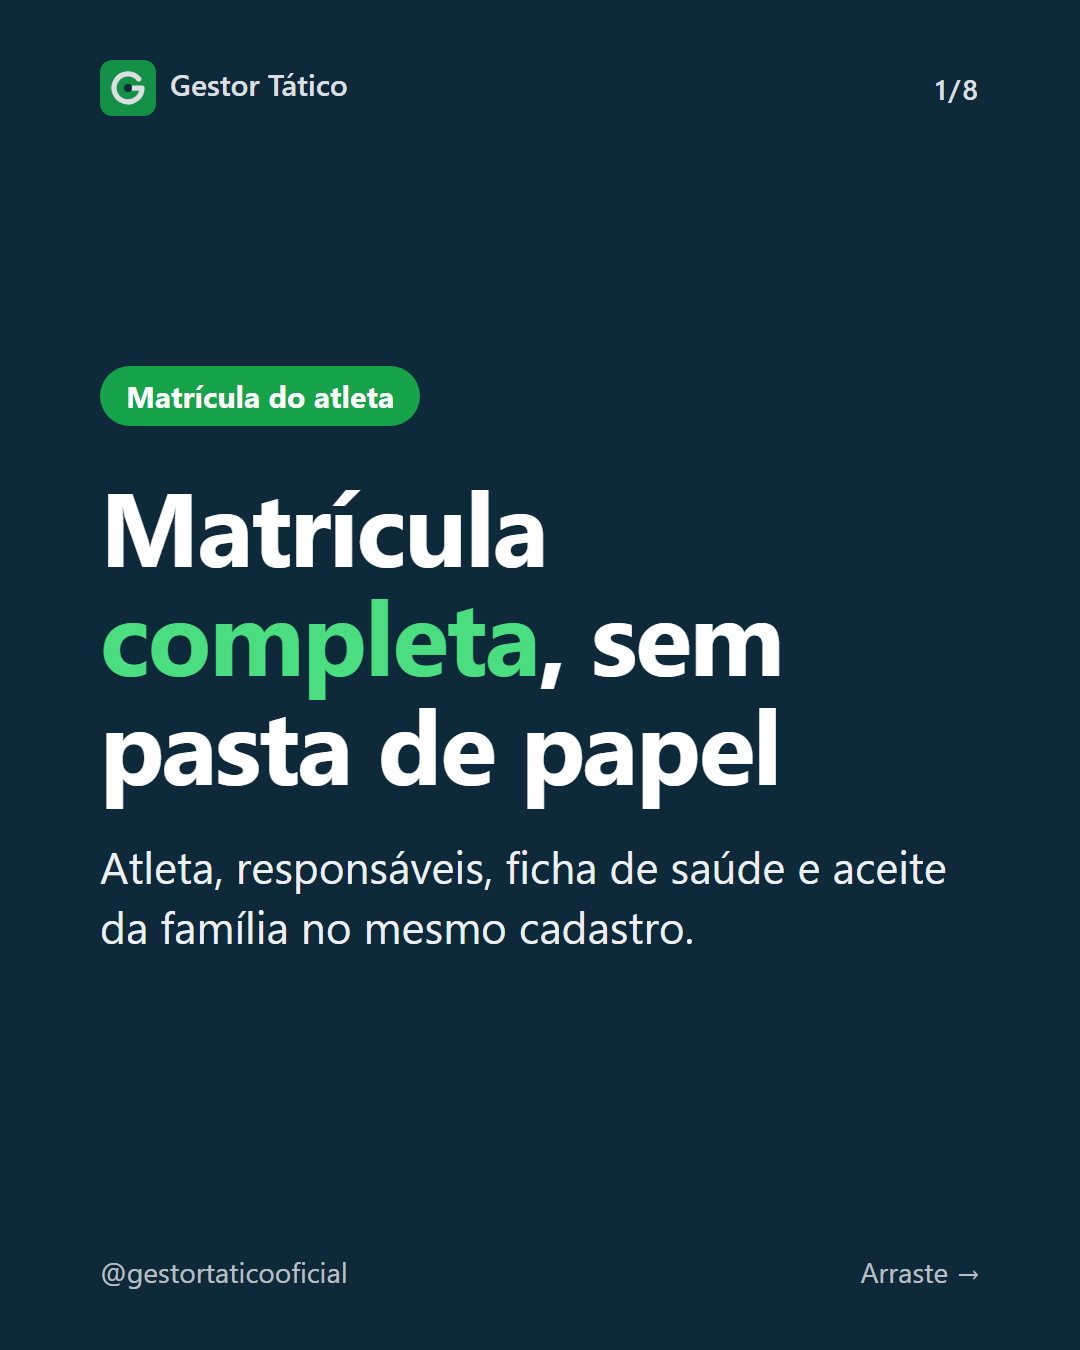 Gestor Tático
1/8
Matrícula do atleta
Matrícula
completa, sem
pasta de papel
Atleta, responsáveis, ficha de saúde e aceite
da família no mesmo cadastro.
@gestortaticooficial
Arraste →